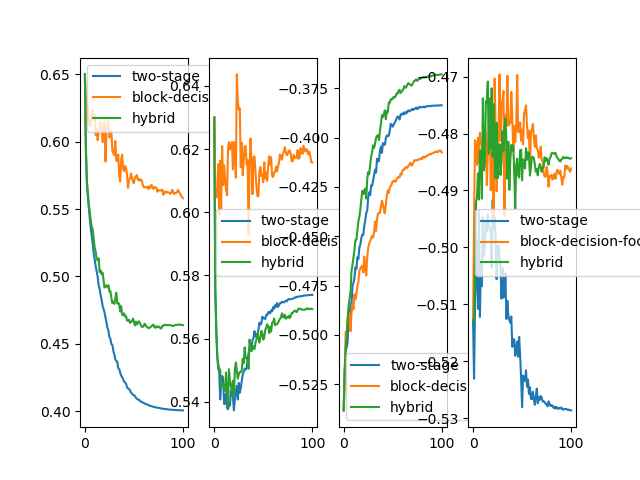 0.65
0.60
0.55
0.50
0.45
0.40
0
100
two-stage
block-decis
hybrid
0.64
0.62
0.60
0.58
0.56
0.54
0
100
two-stage
block-decis
hybrid
−0.375
−0.400
−0.425
−0.450
−0.475
−0.500
−0.525
0
100
two-stage
block-decis
hybrid
−0.47
−0.48
−0.49
−0.50
−0.51
−0.52
−0.53
0
100
two-stage
block-decision-foc
hybrid